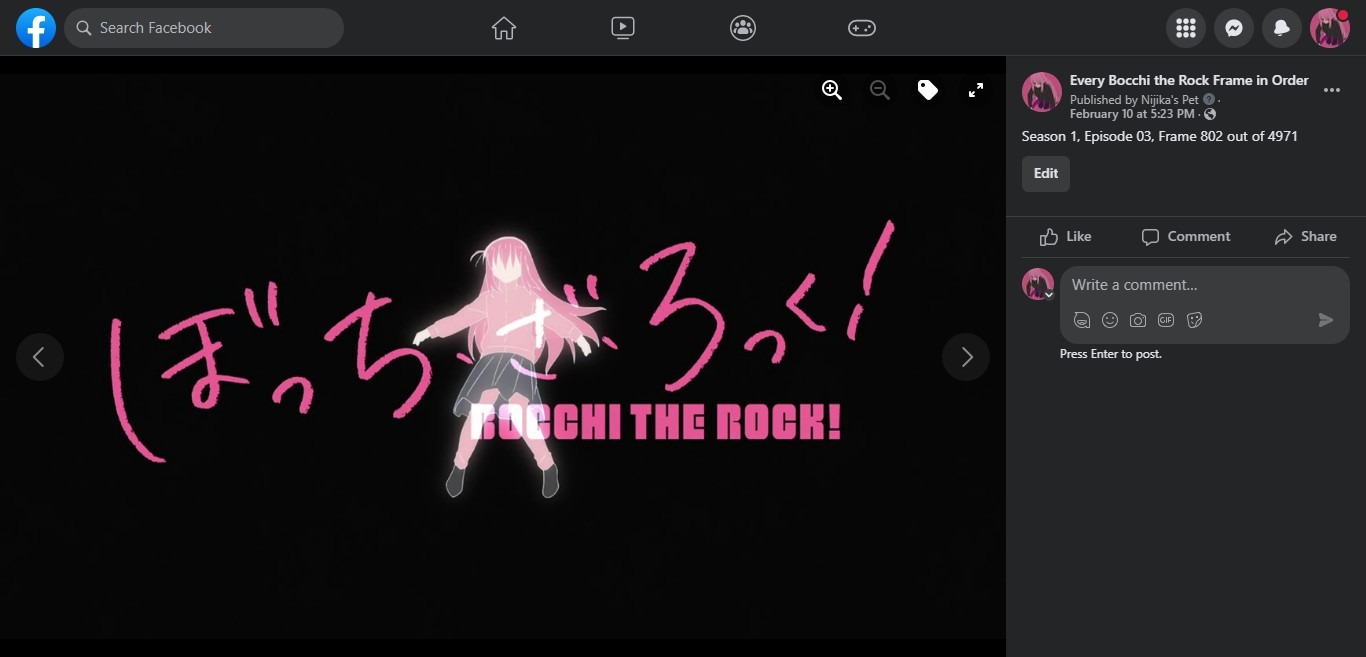 Search Facebook
Every Bocchi the Rock Frame in Order
Published by Nijika's Pet ·
February 10 at 5:23 PM ·
Season 1, Episode 03, Frame 802 out of 4971
Edit
Like Comment Share
Write a comment...
GIF
Press Enter to post.
ぼっちざろっく!
BOCCHI THE ROCK!